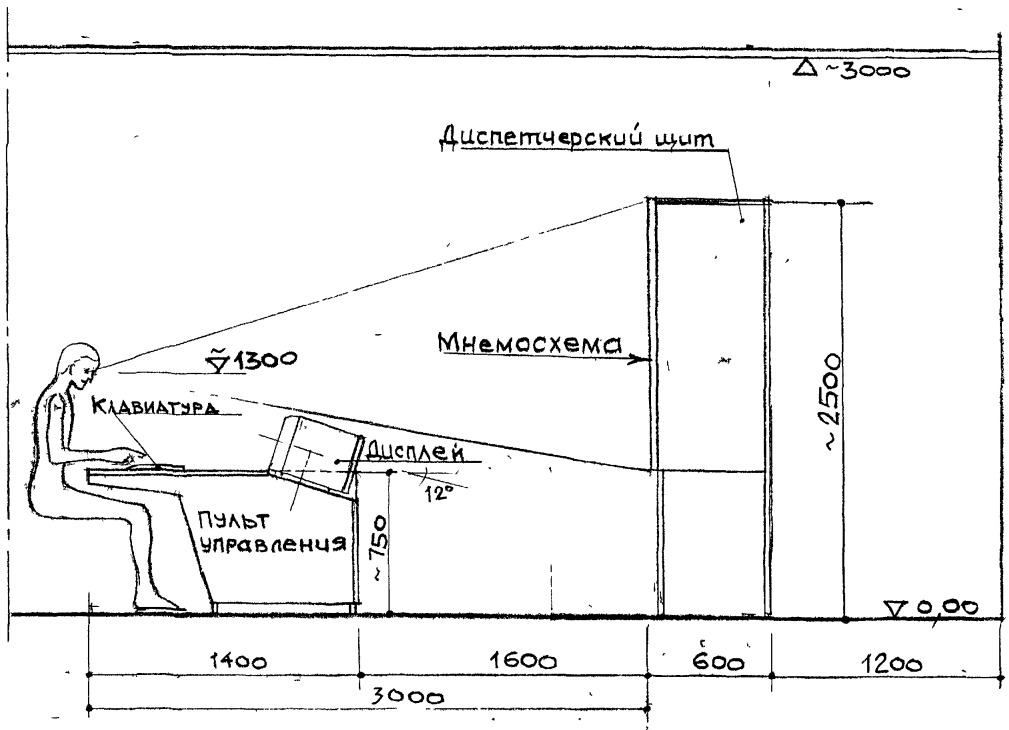 ~3000
Диспетчерский щит
Мнемосхема
~1300
Клавиатура
~2500
Дисплей
12°
Пульт
управления
~750
0,00
1400
1600
600
1200
3000